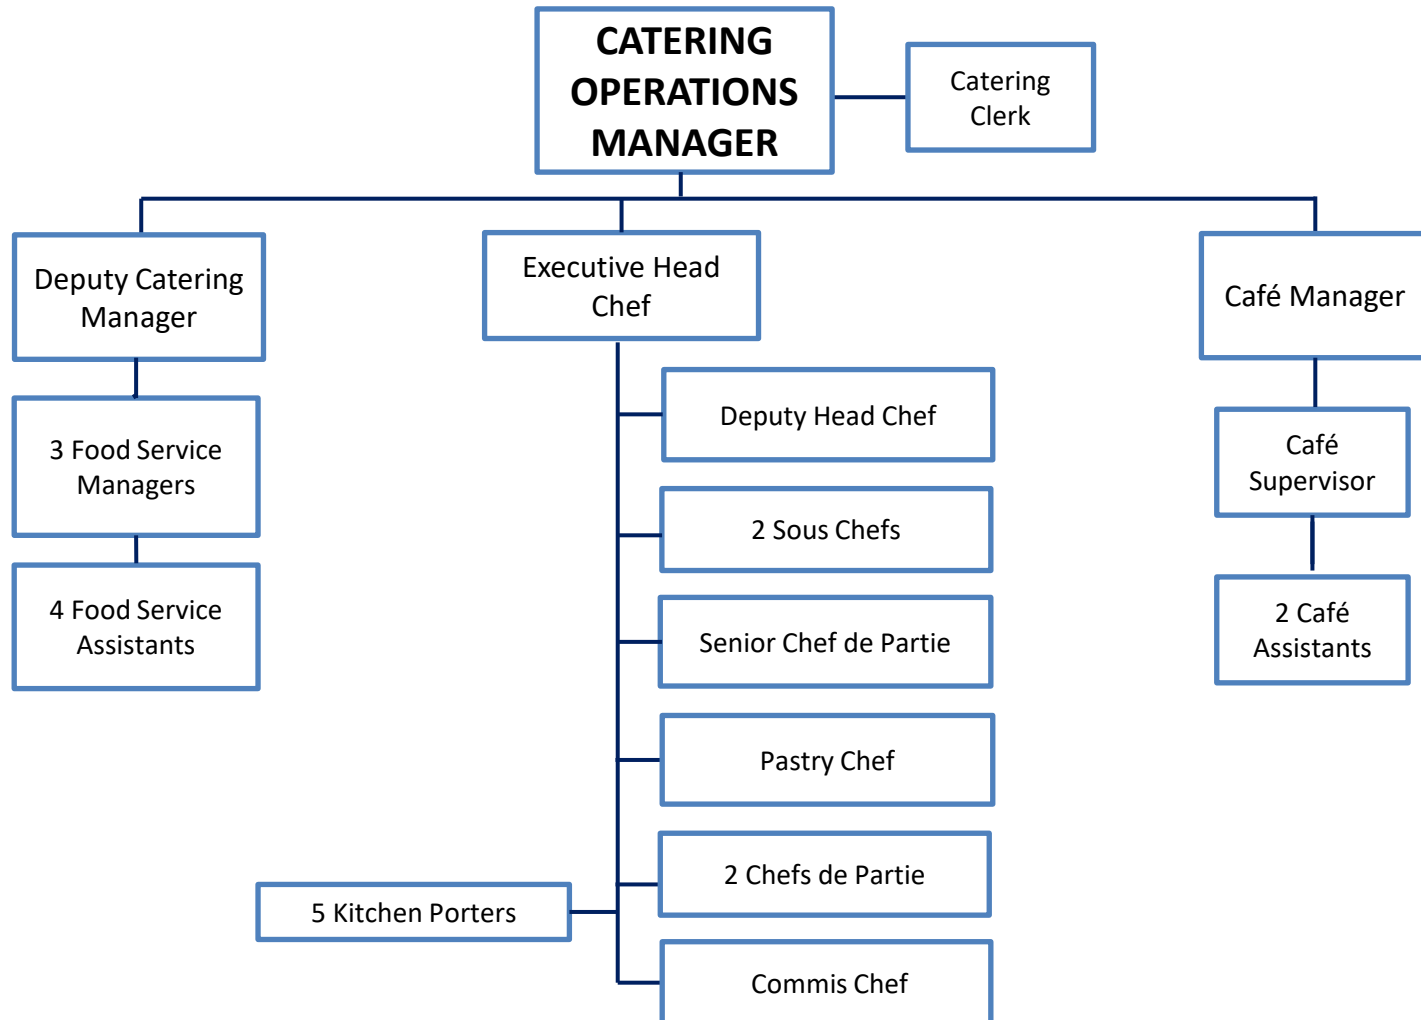 CATERING
OPERATIONS
MANAGER
Catering
Clerk
Deputy Catering
Manager
Executive Head
Chef
Café Manager
3 Food Service
Managers
4 Food Service
Assistants
Deputy Head Chef
2 Sous Chefs
Senior Chef de Partie
Pastry Chef
2 Chefs de Partie
5 Kitchen Porters
Commis Chef
Café
Supervisor
2 Café
Assistants